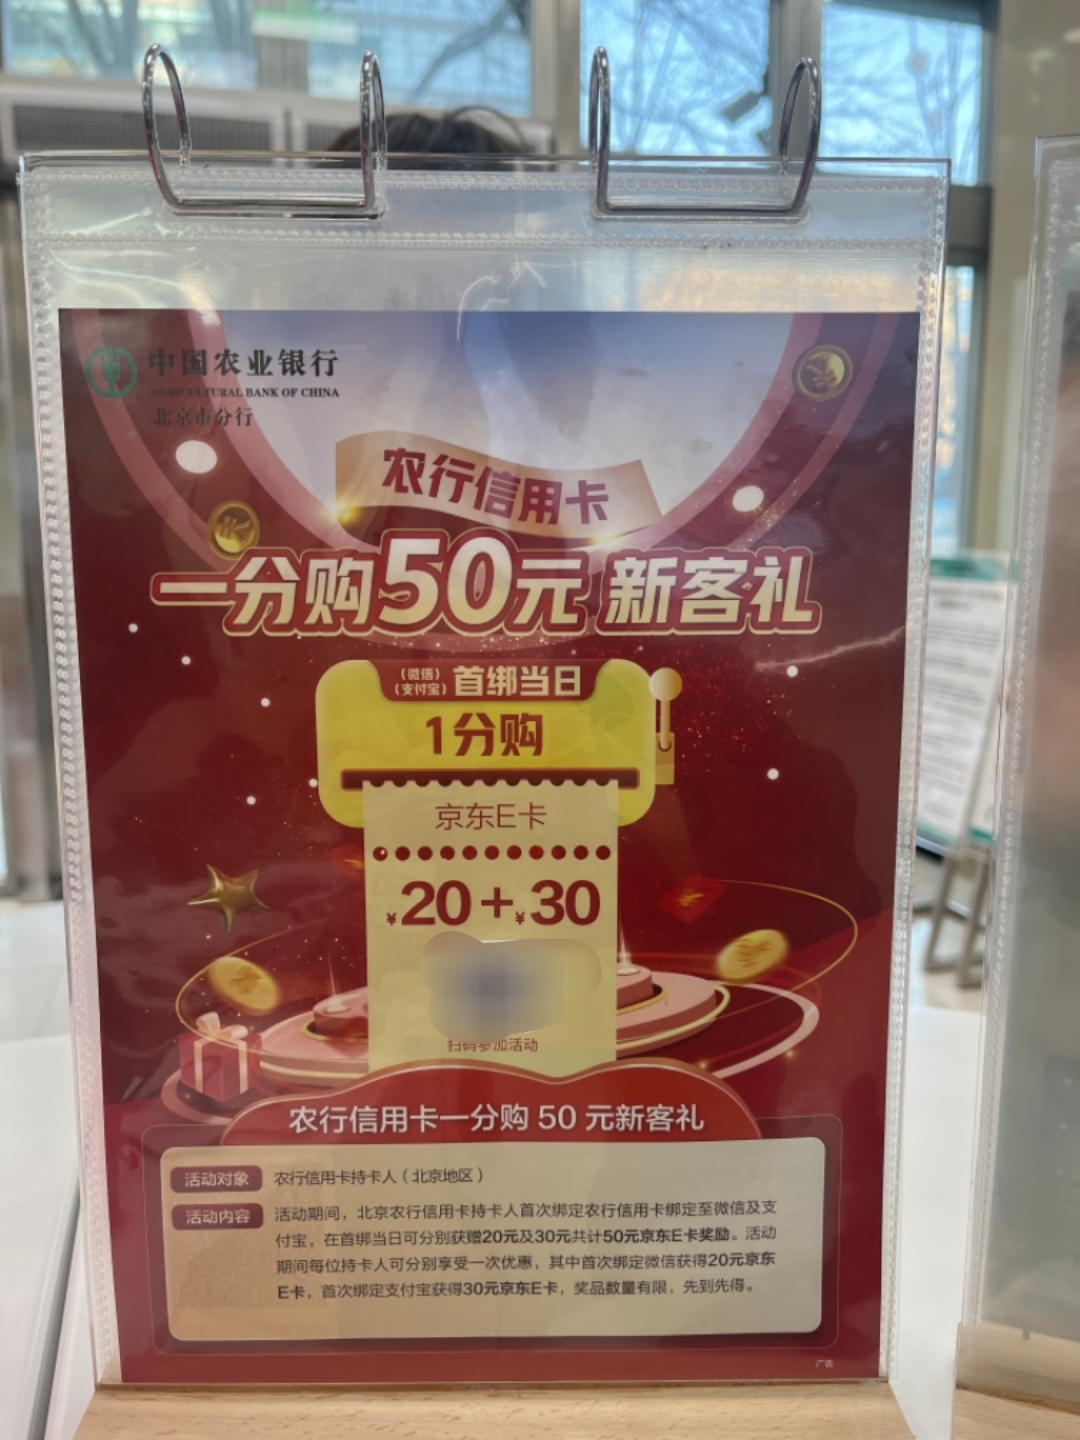 中国农业银行
AGRICULTURAL BANK OF CHINA
北京市分行
农行信用卡
一分购50元 新客礼
(微信)
(支付宝)
首绑当日
1分购
京东E卡
¥20+¥30
扫码参加活动
农行信用卡一分购 50 元新客礼
活动对象 农行信用卡持卡人（北京地区）
活动内容 活动期间，北京农行信用卡持卡人首次绑定农行信用卡绑定至微信及支
付宝，在首绑当日可分别获赠20元及30元共计50元京东E卡奖励。活动
期间每位持卡人可分别享受一次优惠，其中首次绑定微信获得20元京东
E卡，首次绑定支付宝获得30元京东E卡，奖品数量有限，先到先得。
广告